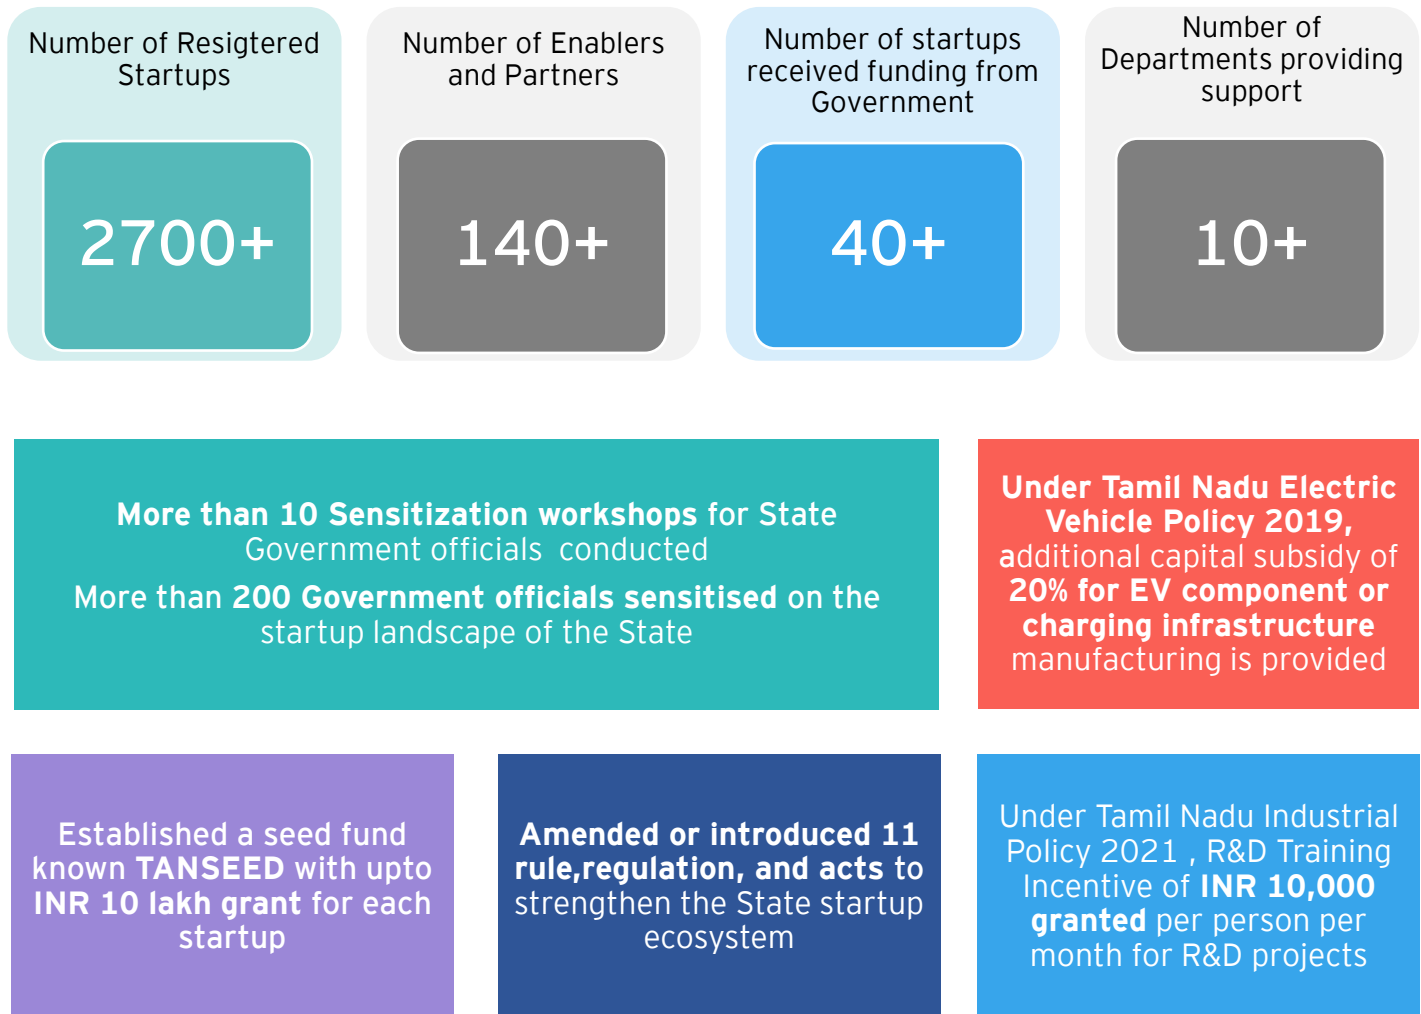 Number of Resigtered
Startups
2700+
Number of Enablers
and Partners
140+
Number of startups
received funding from
Government
40+
Number of
Departments providing
support
10+
More than 10 Sensitization workshops for State
Government officials conducted
More than 200 Government officials sensitised on the
startup landscape of the State
Under Tamil Nadu Electric
Vehicle Policy 2019,
additional capital subsidy of
20% for EV component or
charging infrastructure
manufacturing is provided
Established a seed fund
known TANSEED with upto
INR 10 lakh grant for each
startup
Amended or introduced 11
rule,regulation, and acts to
strengthen the State startup
ecosystem
Under Tamil Nadu Industrial
Policy 2021 , R&D Training
Incentive of INR 10,000
granted per person per
month for R&D projects